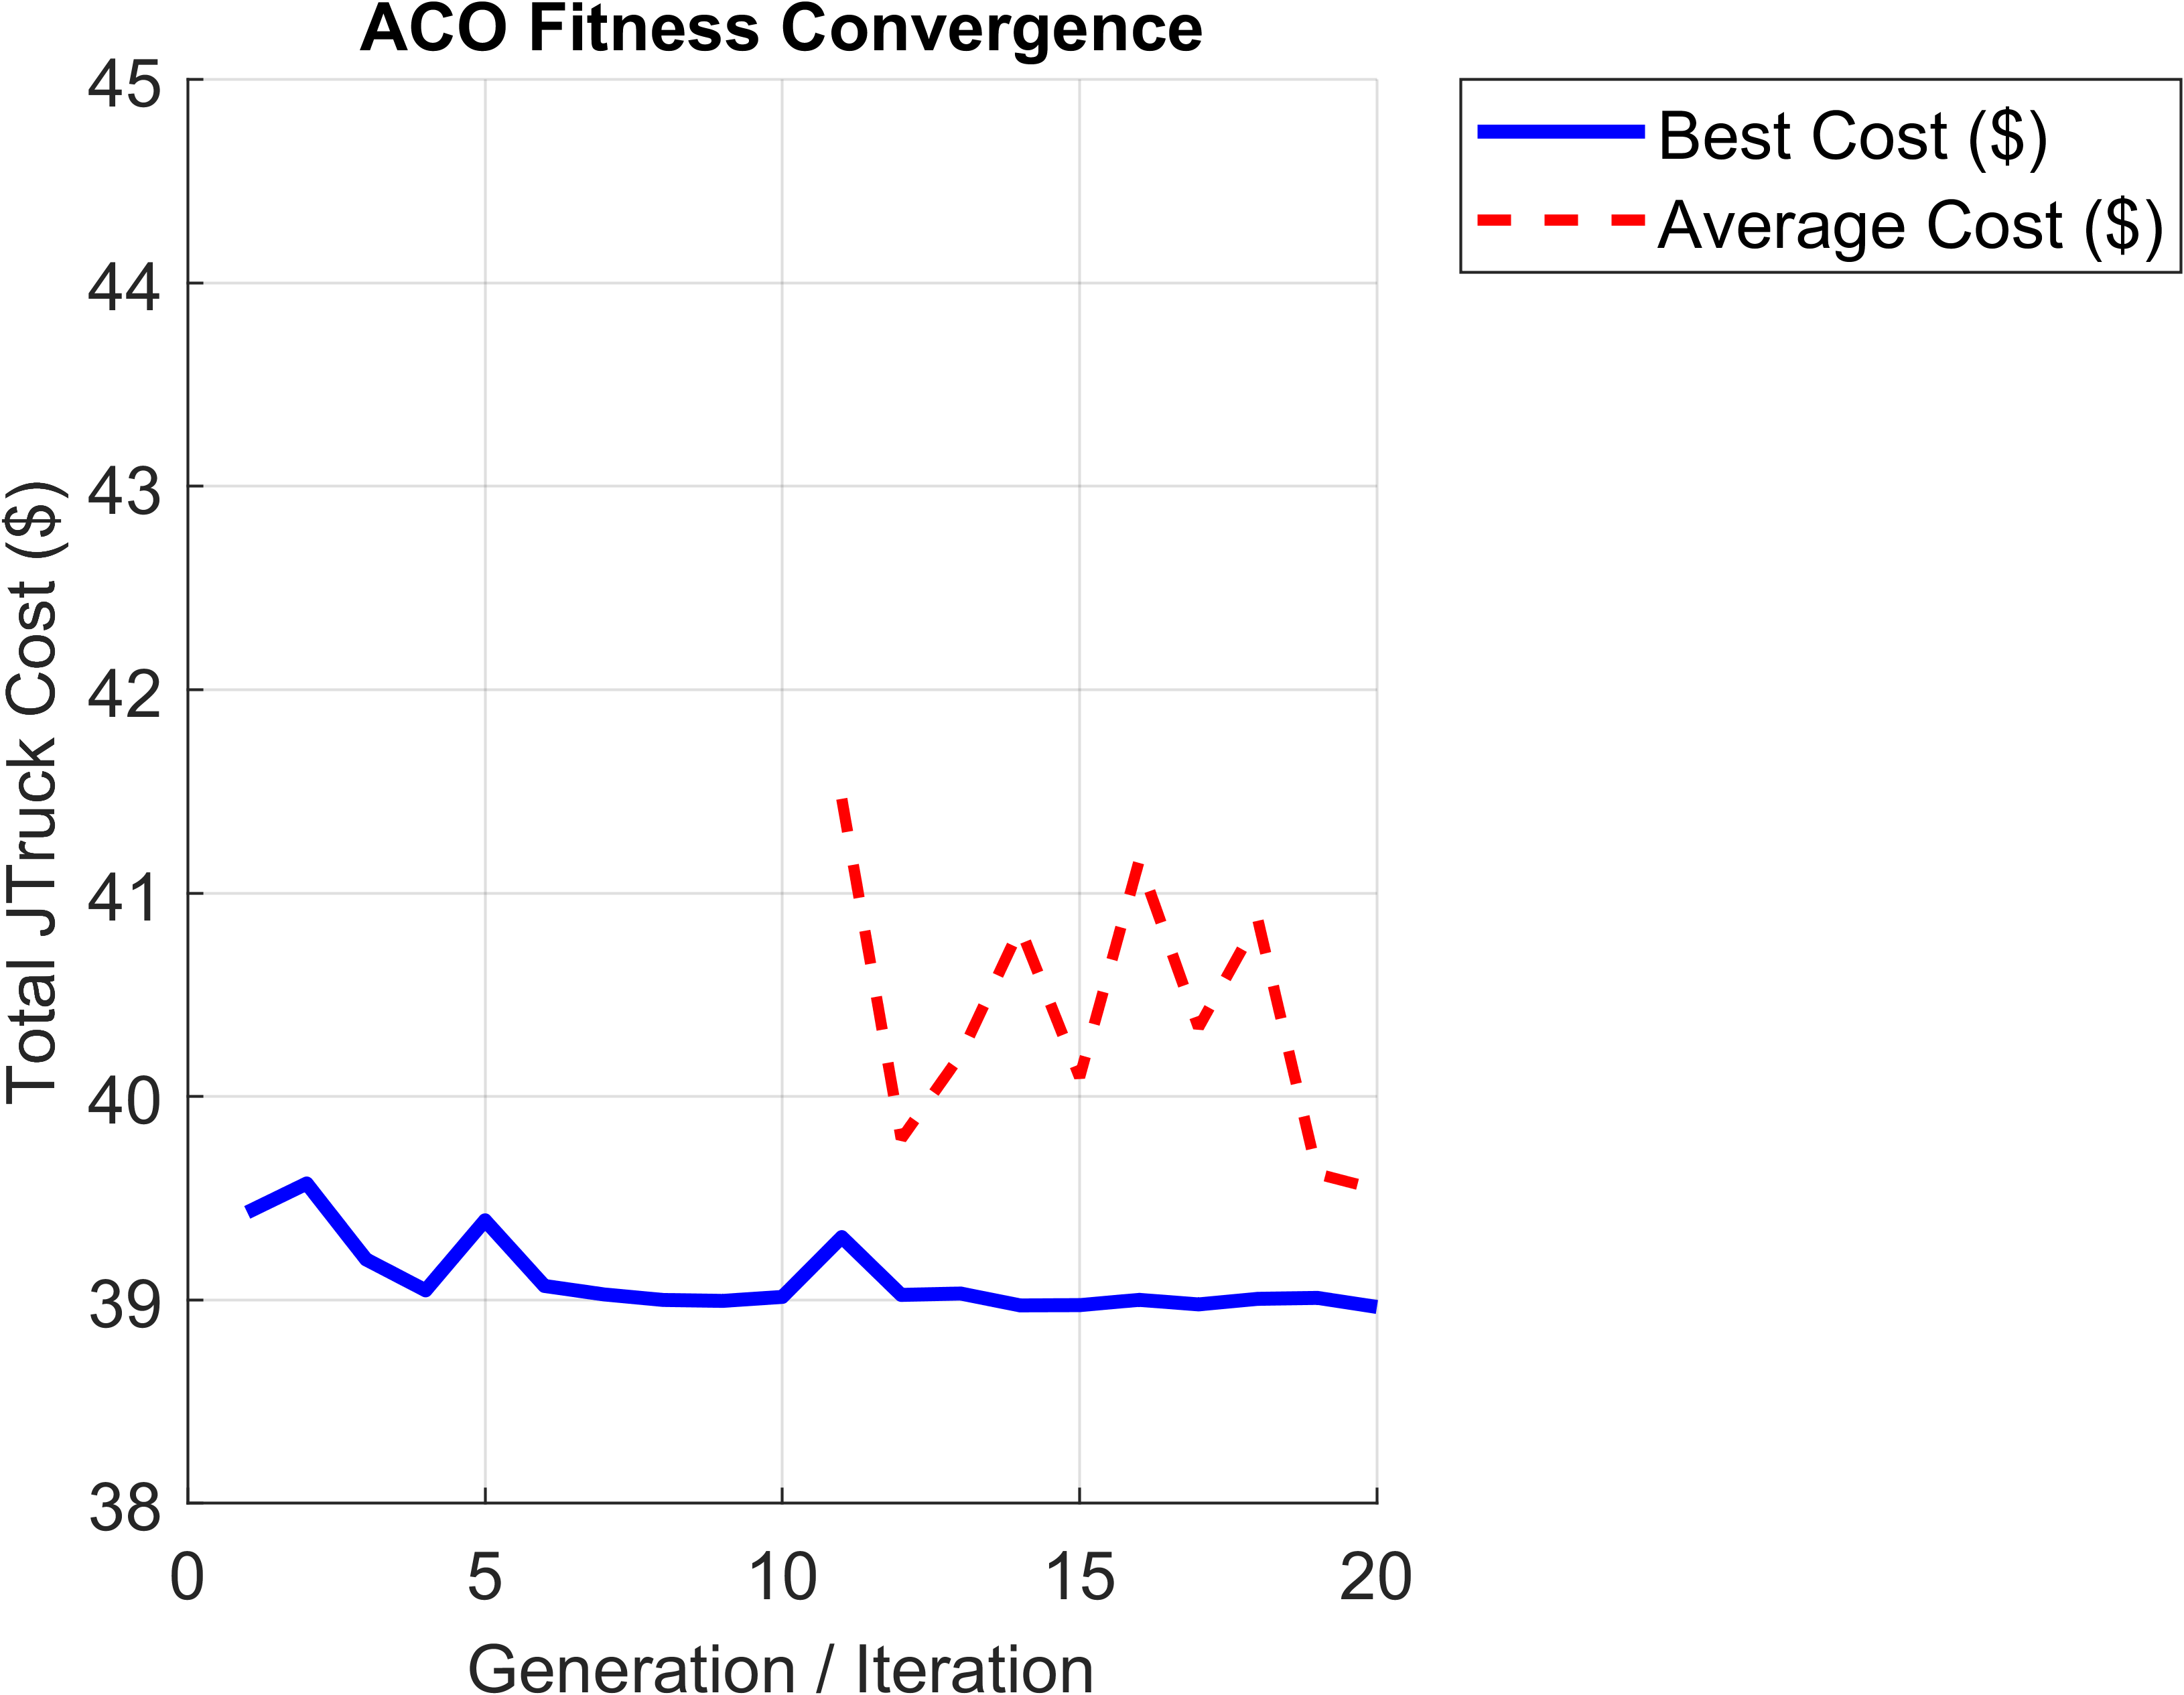 ACO Fitness Convergence
Best Cost ($)
Average Cost ($)
Total JTruck Cost ($)
45
44
43
42
41
40
39
38
0 5 10 15 20
Generation / Iteration